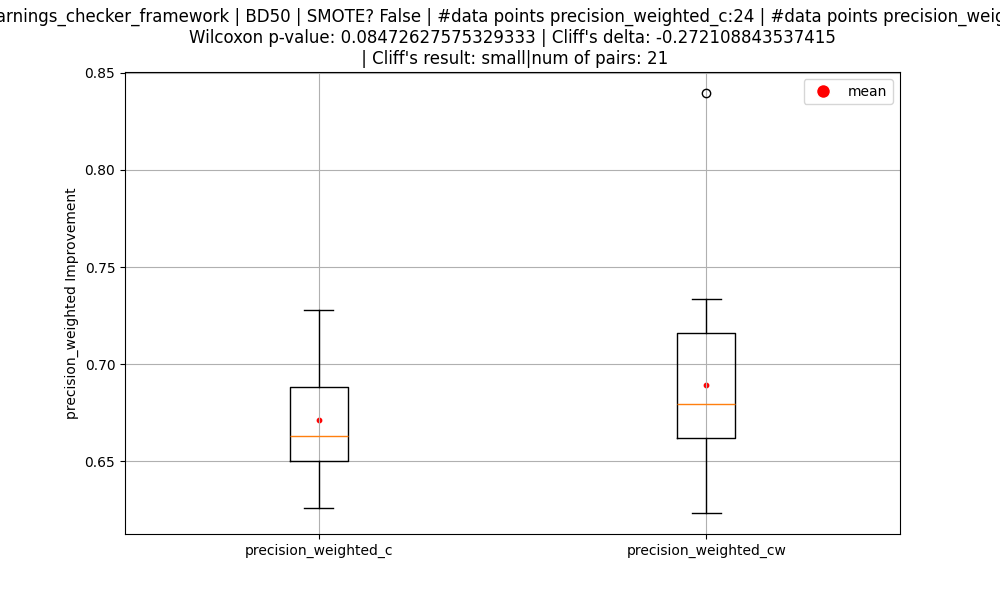 arnings_checker_framework | BD50 | SMOTE? False | #data points precision_weighted_c:24 | #data points precision_weig
Wilcoxon p-value: 0.08472627575329333 | Cliff's delta: -0.272108843537415
| Cliff's result: small|num of pairs: 21
mean
0.85
0.80
0.75
0.70
0.65
precision_weighted Improvement
precision_weighted_c
precision_weighted_cw